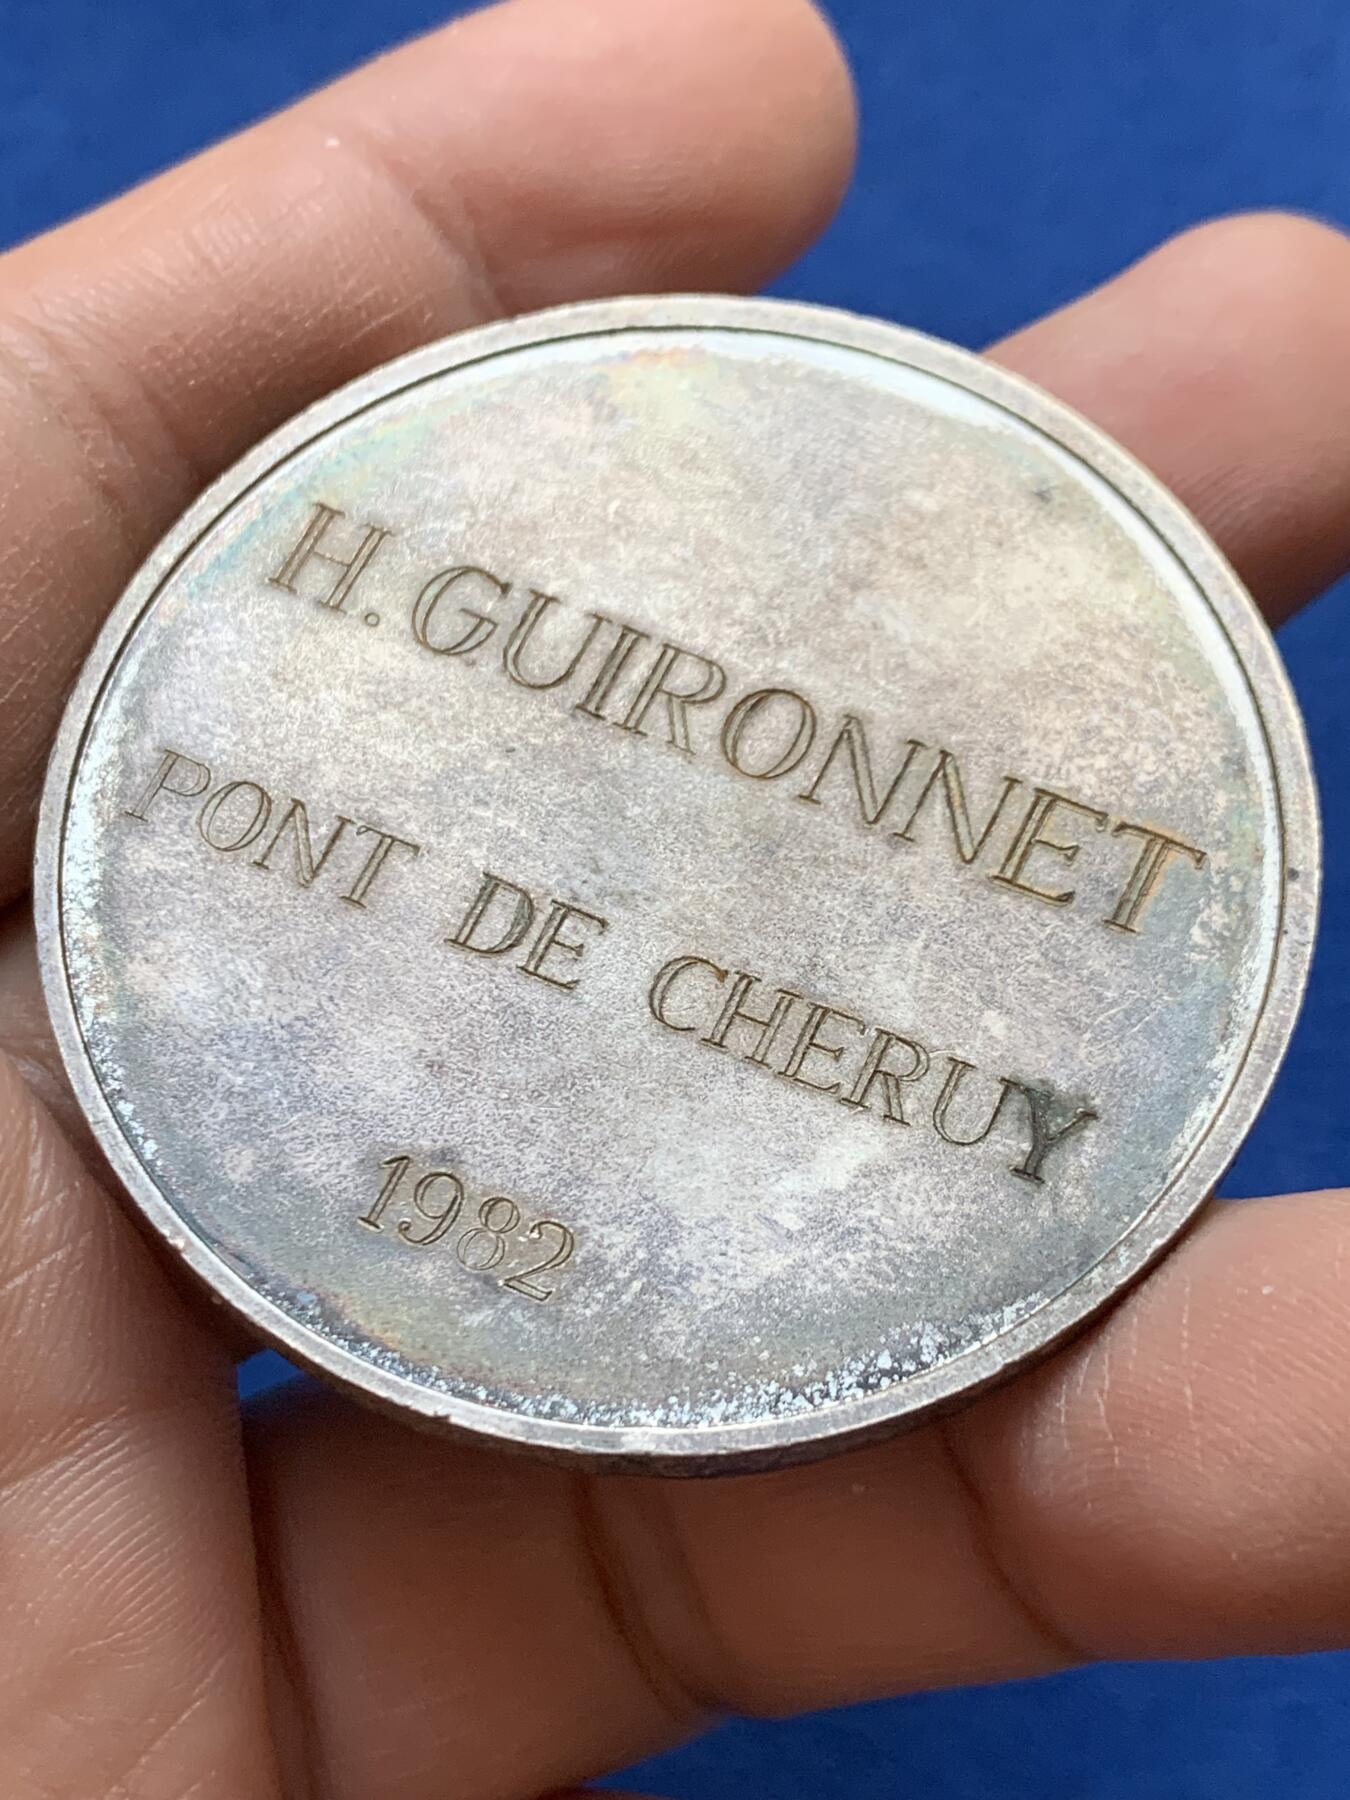 H. GUIRONNET
PONT DE CHERUY
1982